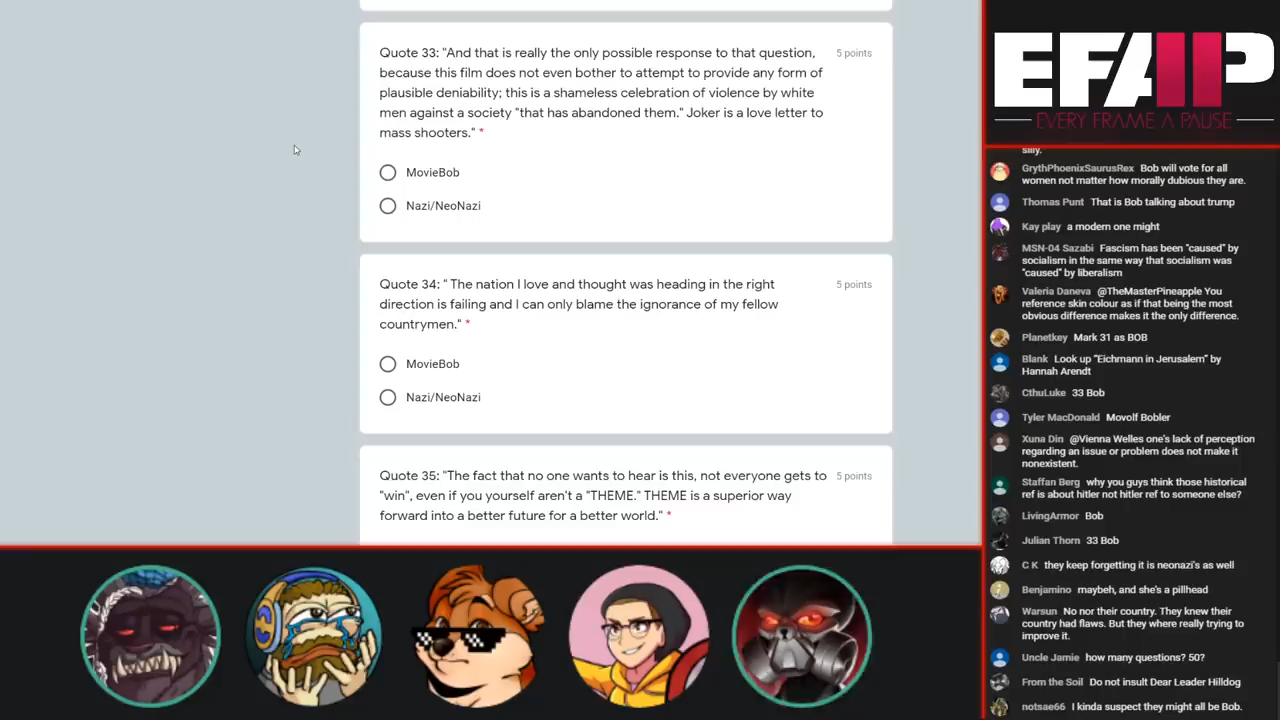 Quote 33: "And that is really the only possible response to that question,
because this film does not even bother to attempt to provide any form of
plausible deniability; this is a shameless celebration of violence by white
men against a society "that has abandoned them." Joker is a love letter to
mass shooters." *
5 points
MovieBob
Nazi/NeoNazi
Quote 34: " The nation I love and thought was heading in the right
direction is failing and I can only blame the ignorance of my fellow
countrymen." *
5 points
MovieBob
Nazi/NeoNazi
Quote 35: "The fact that no one wants to hear is this, not everyone gets to
"win", even if you yourself aren't a "THEME." THEME is a superior way
forward into a better future for a better world." *
5 points
EFAP
EVERY FRAME A PAUSE
silly.
GrythPhoenixSaurusRex Bob will vote for all
women not matter how morally dubious they are.
Thomas Punt That is Bob talking about trump
Kay play a modern one might
MSN-04 Sazabi Fascism has been "caused" by
socialism in the same way that socialism was
"caused" by liberalism
Valeria Daneva @TheMasterPineapple You
reference skin colour as if that being the most
obvious difference makes it the only difference.
Planetkey Mark 31 as BOB
Blank Look up "Eichmann in Jerusalem" by
Hannah Arendt
CthuLuke 33 Bob
Tyler MacDonald Movolf Bobler
Xuna Din @Vienna Welles one's lack of perception
regarding an issue or problem does not make it
nonexistent.
Staffan Berg why you guys think those historical
ref is about hitler not hitler ref to someone else?
LivingArmor Bob
Julian Thorn 33 Bob
C K they keep forgetting it is neonazi's as well
Benjamino maybeh, and she's a pillhead
Warsun No nor their country. They knew their
country had flaws. But they where really trying to
improve it.
Uncle Jamie how many questions? 50?
From the Soil Do not insult Dear Leader Hilldog
notsae66 I kinda suspect they might all be Bob.